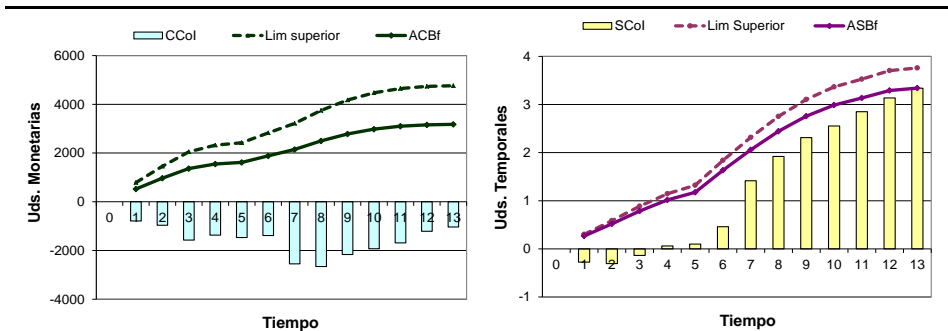 CCoI Lim superior ACBf
6000
4000
2000
0
-2000
-4000
Uds. Monetarias
0 1 2 3 4 5 6 7 8 9 10 11 12 13
Tiempo
SCoI Lim Superior ASBf
4
3
2
1
0
-1
Uds. Temporales
0 1 2 3 4 5 6 7 8 9 10 11 12 13
Tiempo